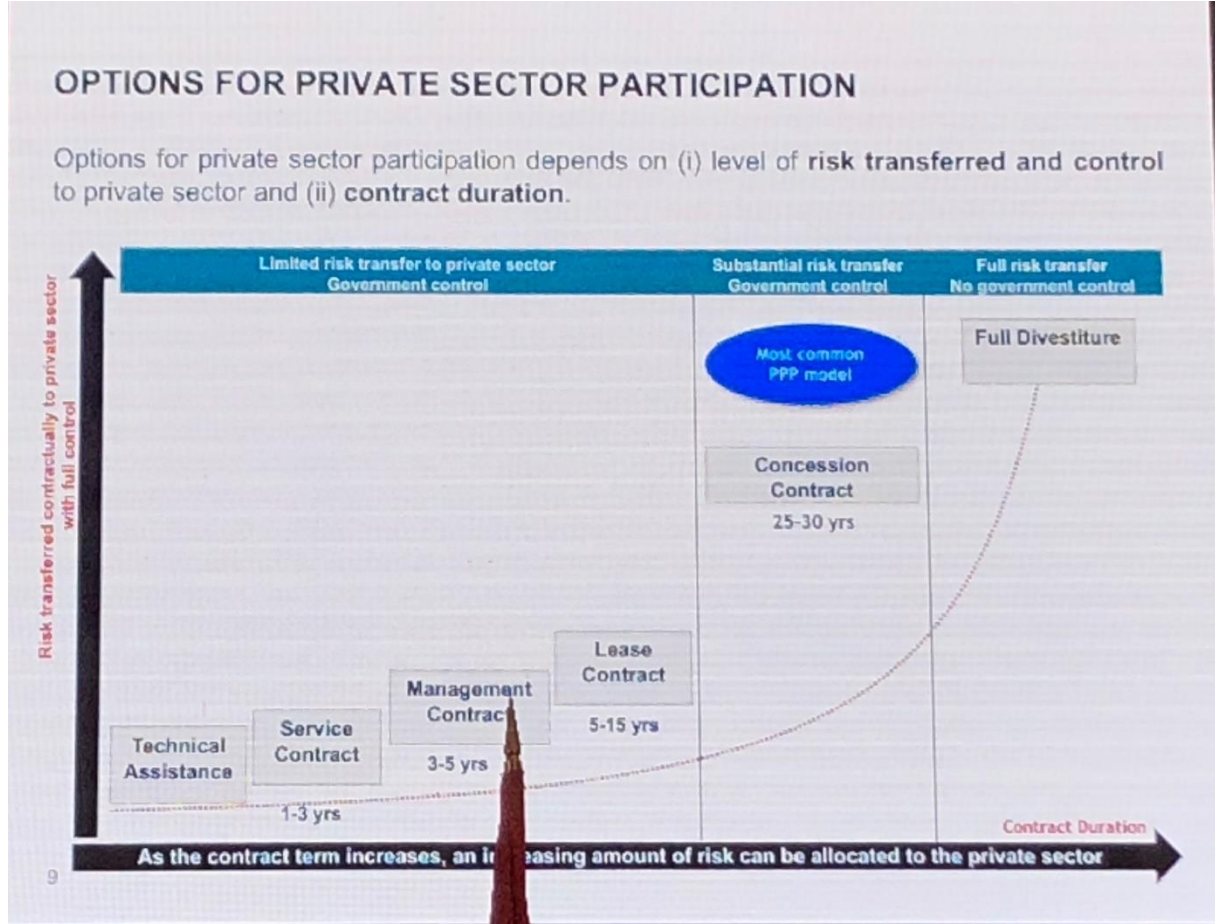 OPTIONS FOR PRIVATE SECTOR PARTICIPATION
Options for private sector participation depends on (i) level of risk transferred and control
to private sector and (ii) contract duration.
Limited risk transfer to private sector
Government control
Substantial risk transfer
Government control
Full risk transfer
No government control
Risk transferred contractually to private sector
with full control
Most common
PPP model
Full Divestiture
Concession
Contract
25-30 yrs
Lease
Contract
5-15 yrs
Management
Contract
3-5 yrs
Service
Contract
1-3 yrs
Technical
Assistance
Contract Duration
As the contract term increases, an increasing amount of risk can be allocated to the private sector
9